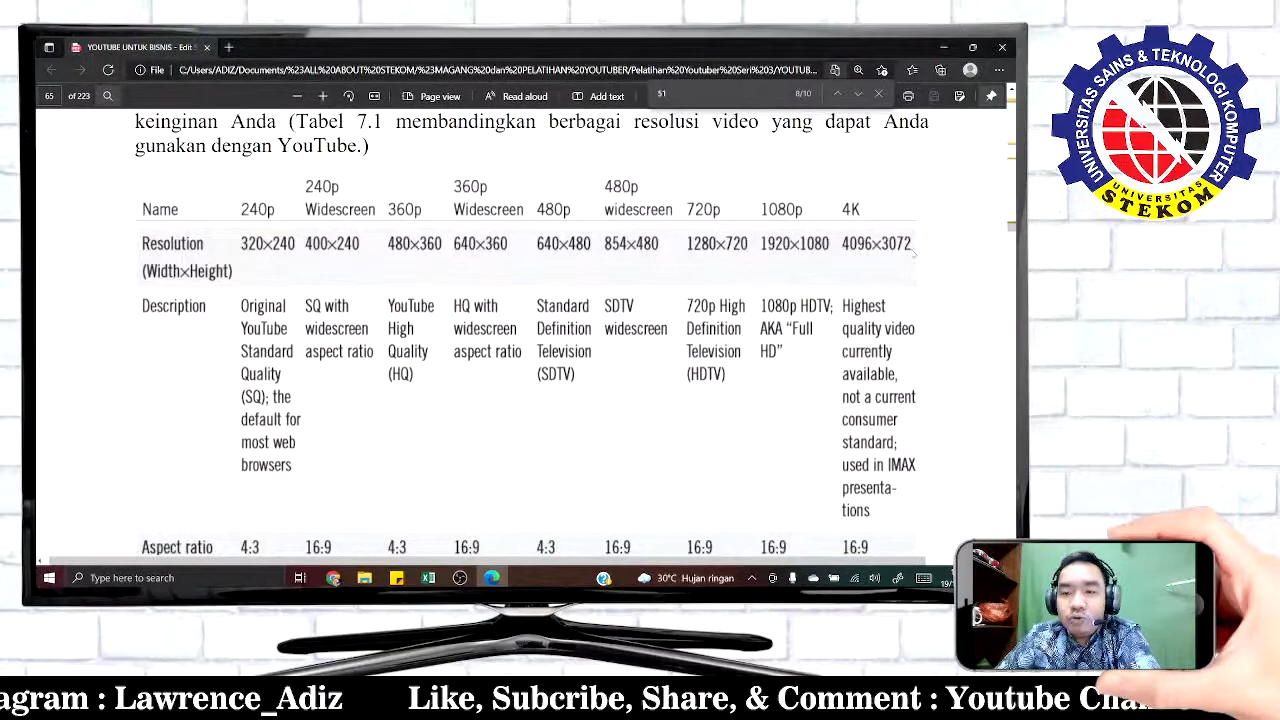 YOUTUBE UNTUK BISNIS - Edit S
File
C:/Users/ADIZ/Documents/%23ALL%20ABOUT%20STEKOM/%23MAGANG%20dan%20PELATIHAN%20YOUTUBER/Pelatihan%20Youtuber%20Seri%203/YOUTUB...
65 of 223
Page view
Read aloud
Add text
51
8/10
keinginan Anda (Tabel 7.1 membandingkan berbagai resolusi video yang dapat Anda
gunakan dengan YouTube.)
Name 240p 240p Widescreen 360p 360p Widescreen 480p 480p widescreen 720p 1080p 4K
Resolution (Width×Height) 320×240 400×240 480×360 640×360 640×480 854×480 1280×720 1920×1080 4096×3072
Description
Original YouTube Standard Quality (SQ); the default for most web browsers
SQ with widescreen aspect ratio
YouTube High Quality (HQ)
HQ with widescreen aspect ratio
Standard Definition Television (SDTV)
SDTV widescreen
720p High Definition Television (HDTV)
1080p HDTV; AKA “Full HD”
Highest quality video currently available, not a current consumer standard; used in IMAX presenta-tions
Aspect ratio 4:3 16:9 4:3 16:9 4:3 16:9 16:9 16:9 16:9
Type here to search
30°C Hujan ringan
19/
UNIVERSITAS SAINS & TEKNOLOGI KOMPUTER
UNIVERSITAS
STEKOM
agram : Lawrence_Adiz
Like, Subcribe, Share, & Comment : Youtube Cha